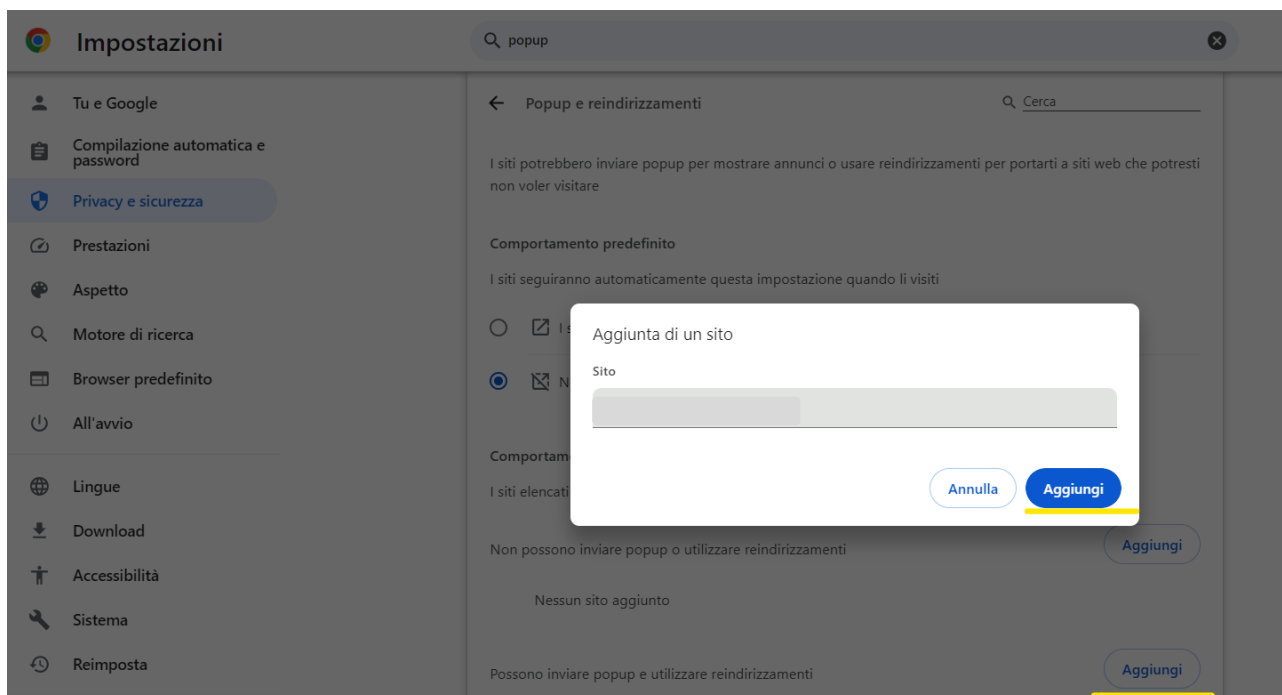 Impostazioni
popup
Tu e Google
Compilazione automatica e
password
Privacy e sicurezza
Prestazioni
Aspetto
Motore di ricerca
Browser predefinito
All'avvio
Lingue
Download
Accessibilità
Sistema
Reimposta
Popup e reindirizzamenti
Cerca
I siti potrebbero inviare popup per mostrare annunci o usare reindirizzamenti per portarti a siti web che potresti
non voler visitare
Comportamento predefinito
I siti seguiranno automaticamente questa impostazione quando li visiti
Aggiunta di un sito
Sito
Annulla
Aggiungi
I siti elencati
Non possono inviare popup o utilizzare reindirizzamenti
Aggiungi
Nessun sito aggiunto
Possono inviare popup e utilizzare reindirizzamenti
Aggiungi